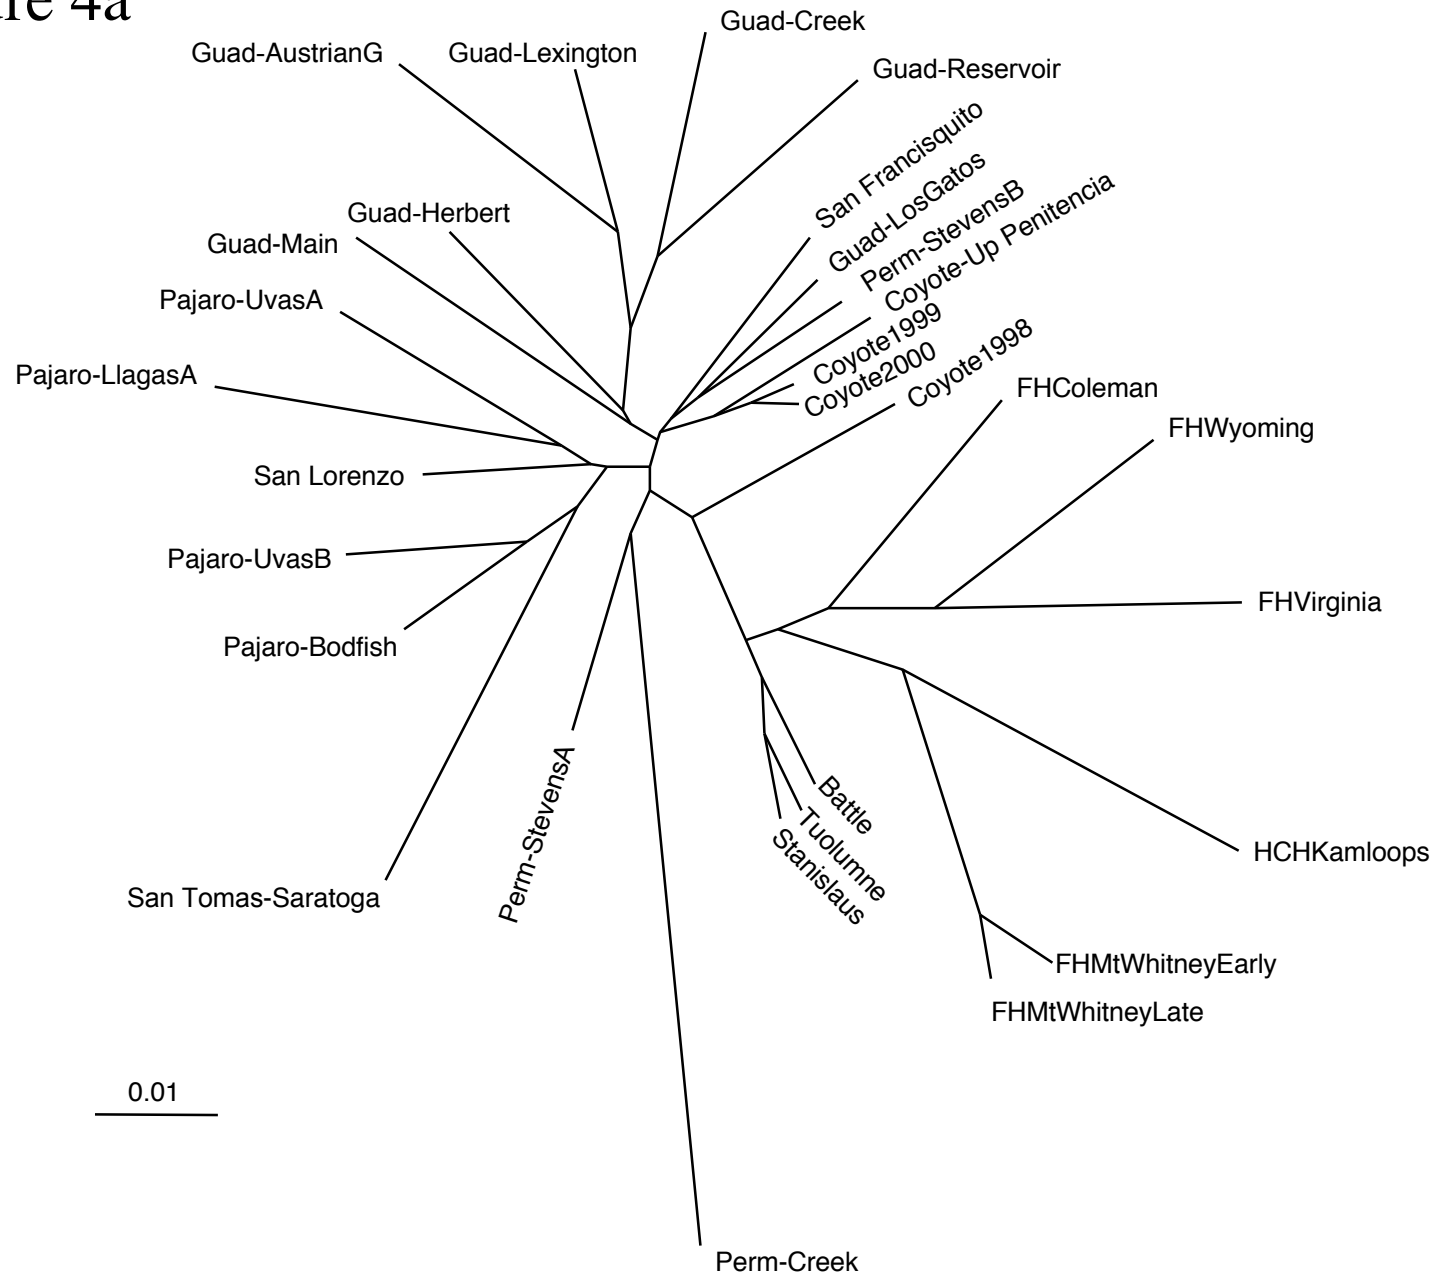 4a
Guad-Creek
Guad-AustrianG
Guad-Lexington
Guad-Reservoir
San Francisquito
Guad-LosGatos
Perm-StevensB
Coyote-Up Penitencia
Guad-Herbert
Guad-Main
Pajaro-UvasA
Coyote1999
Coyote2000
Coyote1998
Pajaro-LlagasA
FHColeman
FHWyoming
San Lorenzo
Pajaro-UvasB
FHVirginia
Pajaro-Bodfish
Perm-StevensA
Battle
Tuolumne
Stanislaus
HCHKamloops
San Tomas-Saratoga
FHMtWhitneyEarly
FHMtWhitneyLate
0.01
Perm-Creek